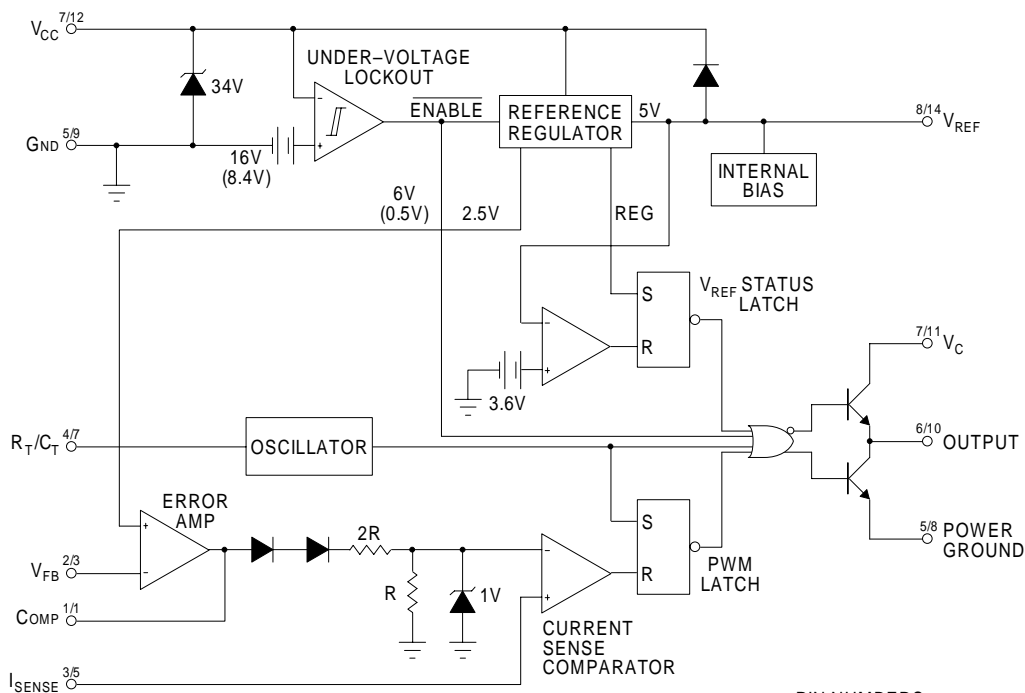 VCC 7/12
UNDER–VOLTAGE
LOCKOUT
34V
ENABLE
REFERENCE
REGULATOR
5V
8/14 VREF
GND 5/9
16V
(8.4V)
INTERNAL
BIAS
6V
(0.5V)
2.5V
REG
S
R
VREF STATUS
LATCH
3.6V
7/11 VC
RT/CT 4/7
OSCILLATOR
6/10 OUTPUT
ERROR
AMP
2R
S
R
PWM
LATCH
5/8 POWER
GROUND
VFB 2/3
R
1V
COMP 1/1
CURRENT
SENSE
COMPARATOR
ISENSE 3/5